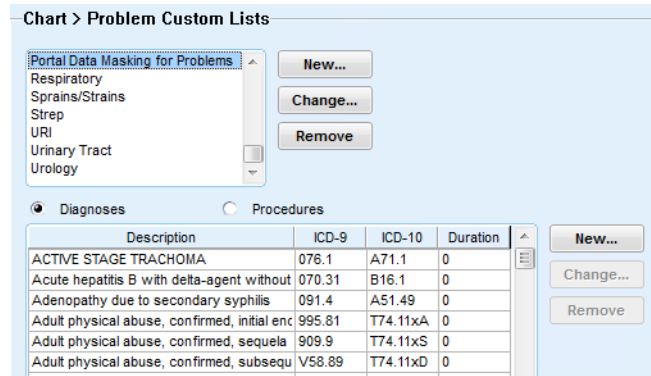 Chart > Problem Custom Lists
Portal Data Masking for Problems
Respiratory
Sprains/Strains
Strep
URI
Urinary Tract
Urology
New...
Change...
Remove
Diagnoses Procedures
Description ICD-9 ICD-10 Duration
ACTIVE STAGE TRACHOMA 076.1 A71.1 0
Acute hepatitis B with delta-agent without 070.31 B16.1 0
Adenopathy due to secondary syphilis 091.4 A51.49 0
Adult physical abuse, confirmed, initial enc 995.81 T74.11xA 0
Adult physical abuse, confirmed, sequela 909.9 T74.11xS 0
Adult physical abuse, confirmed, subsequ V58.89 T74.11xD 0
New...
Change...
Remove